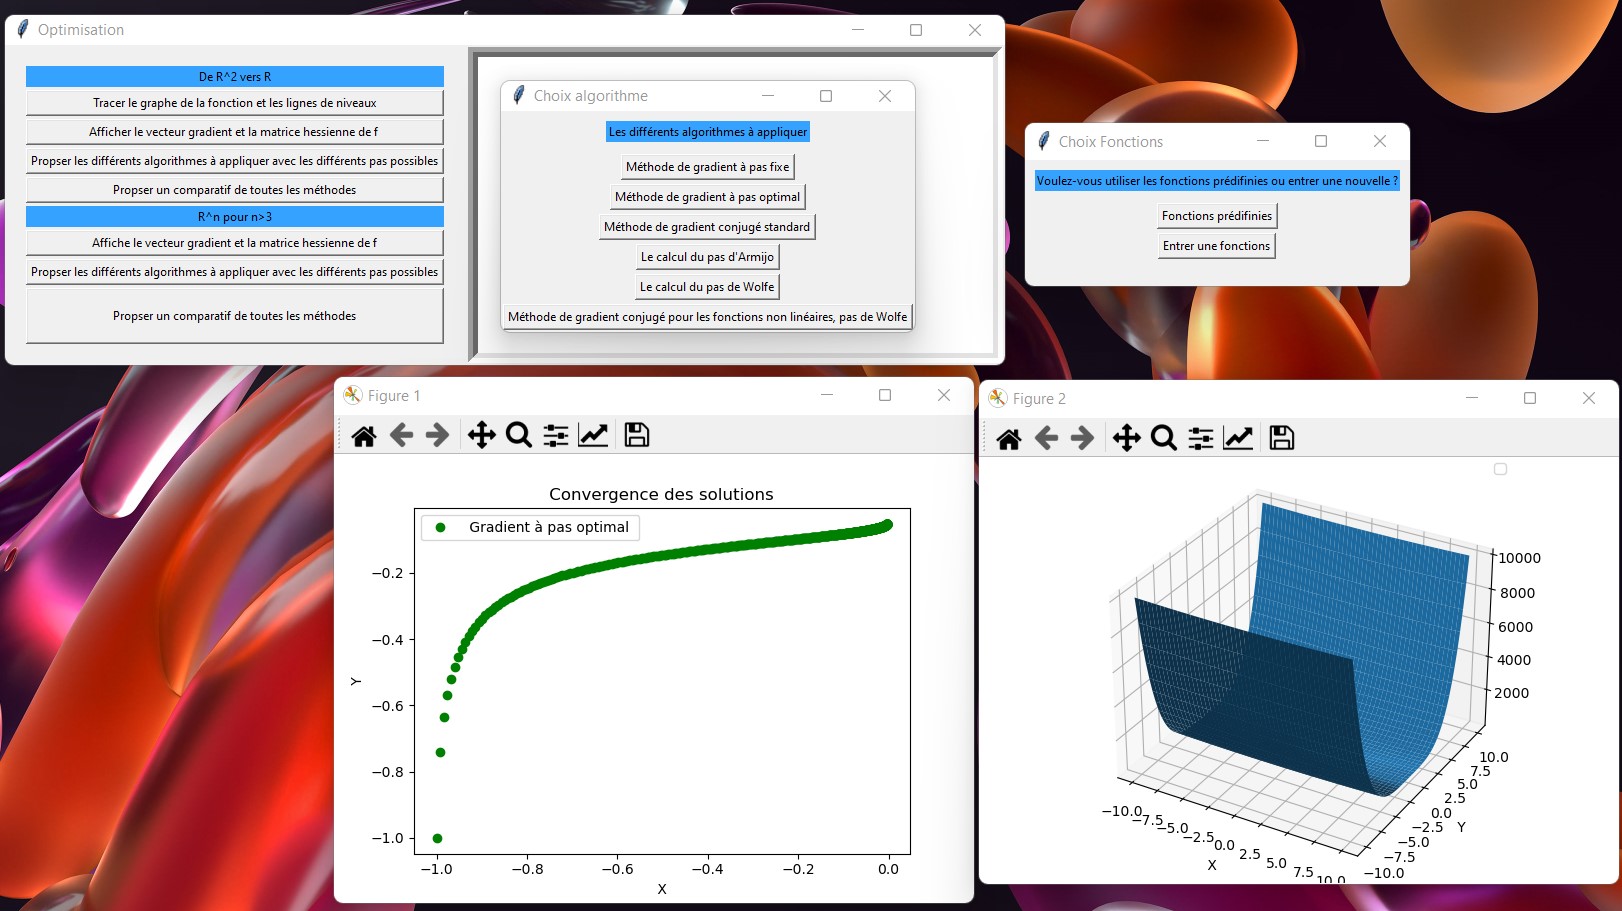 Optimisation
De R^2 vers R
Tracer le graphe de la fonction et les lignes de niveaux
Afficher le vecteur gradient et la matrice hessienne de f
Propser les différents algorithmes à appliquer avec les différents pas possibles
Propser un comparatif de toutes les méthodes
R^n pour n>3
Affiche le vecteur gradient et la matrice hessienne de f
Propser les différents algorithmes à appliquer avec les différents pas possibles
Propser un comparatif de toutes les méthodes
Choix algorithme
Les différents algorithmes à appliquer
Méthode de gradient à pas fixe
Méthode de gradient à pas optimal
Méthode de gradient conjugé standard
Le calcul du pas d'Armijo
Le calcul du pas de Wolfe
Méthode de gradient conjugé pour les fonctions non linéaires, pas de Wolfe
Choix Fonctions
Voulez-vous utiliser les fonctions prédifinies ou entrer une nouvelle ?
Fonctions prédifinies
Entrer une fonctions
Figure 1
Convergence des solutions
Gradient à pas optimal
−0.2
−0.4
−0.6
−0.8
−1.0
Y
−1.0 −0.8 −0.6 −0.4 −0.2 0.0
X
Figure 2
10000
8000
6000
4000
2000
−10.0 −7.5 −5.0 −2.5 0.0 2.5 5.0 7.5 10.0
X
10.0
7.5
5.0
2.5
0.0
−2.5
−5.0
−7.5
−10.0
Y